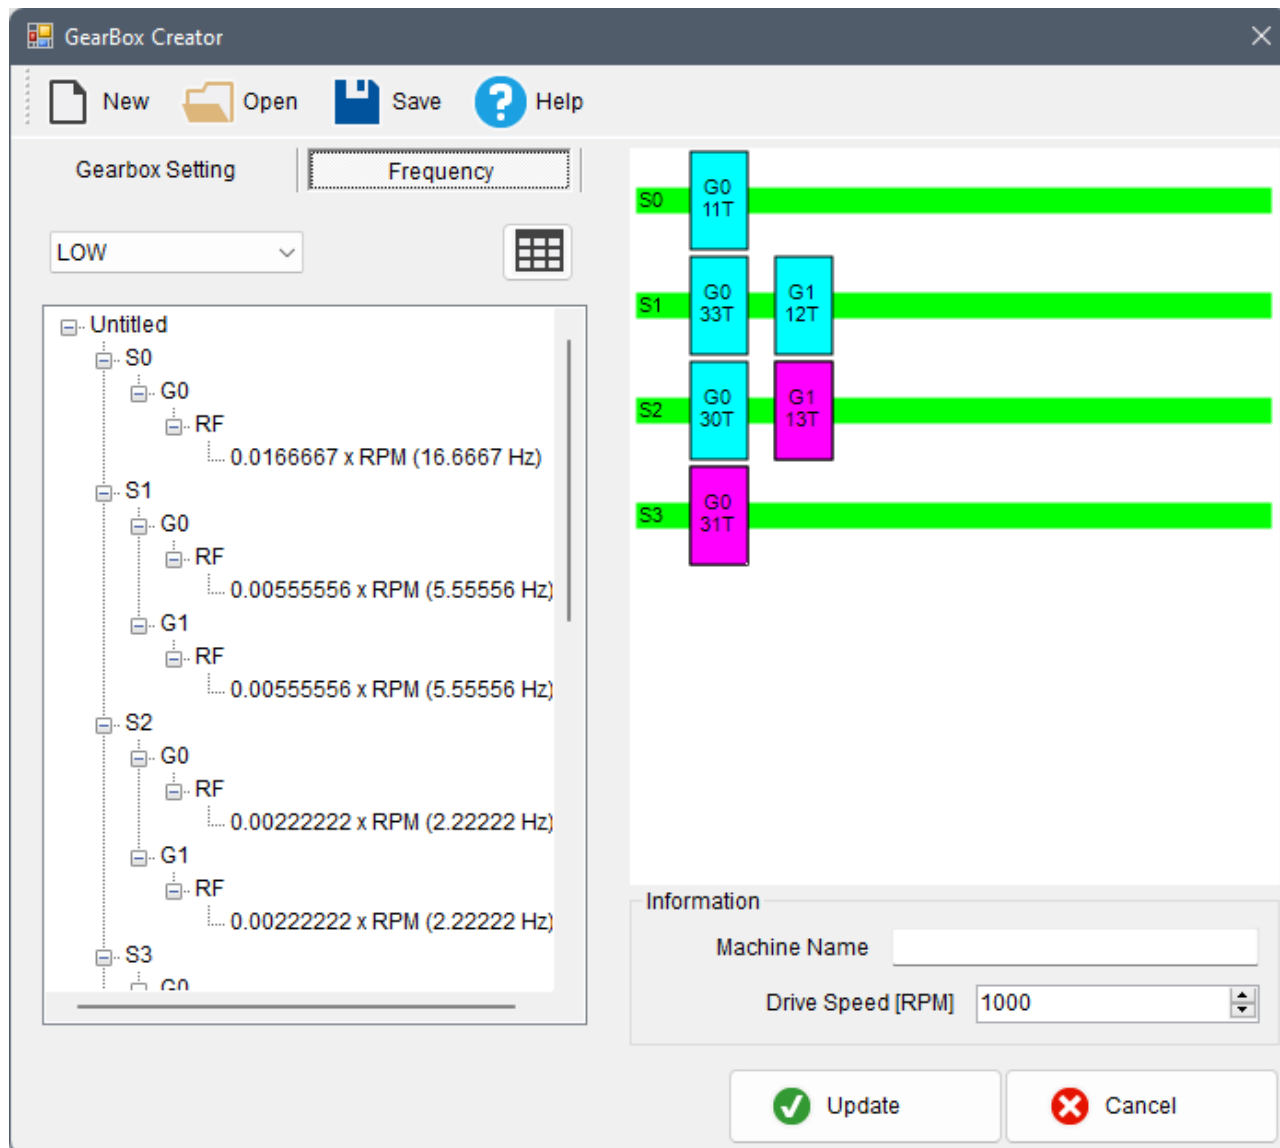 GearBox Creator
New Open Save Help
Gearbox Setting Frequency
LOW
Untitled
S0
G0
RF
0.0166667 x RPM (16.6667 Hz)
S1
G0
RF
0.00555556 x RPM (5.55556 Hz)
G1
RF
0.00555556 x RPM (5.55556 Hz)
S2
G0
RF
0.00222222 x RPM (2.22222 Hz)
G1
RF
0.00222222 x RPM (2.22222 Hz)
S3
G0
S0
G0
11T
S1
G0
33T
G1
12T
S2
G0
30T
G1
13T
S3
G0
31T
Information
Machine Name
Drive Speed [RPM] 1000
Update Cancel